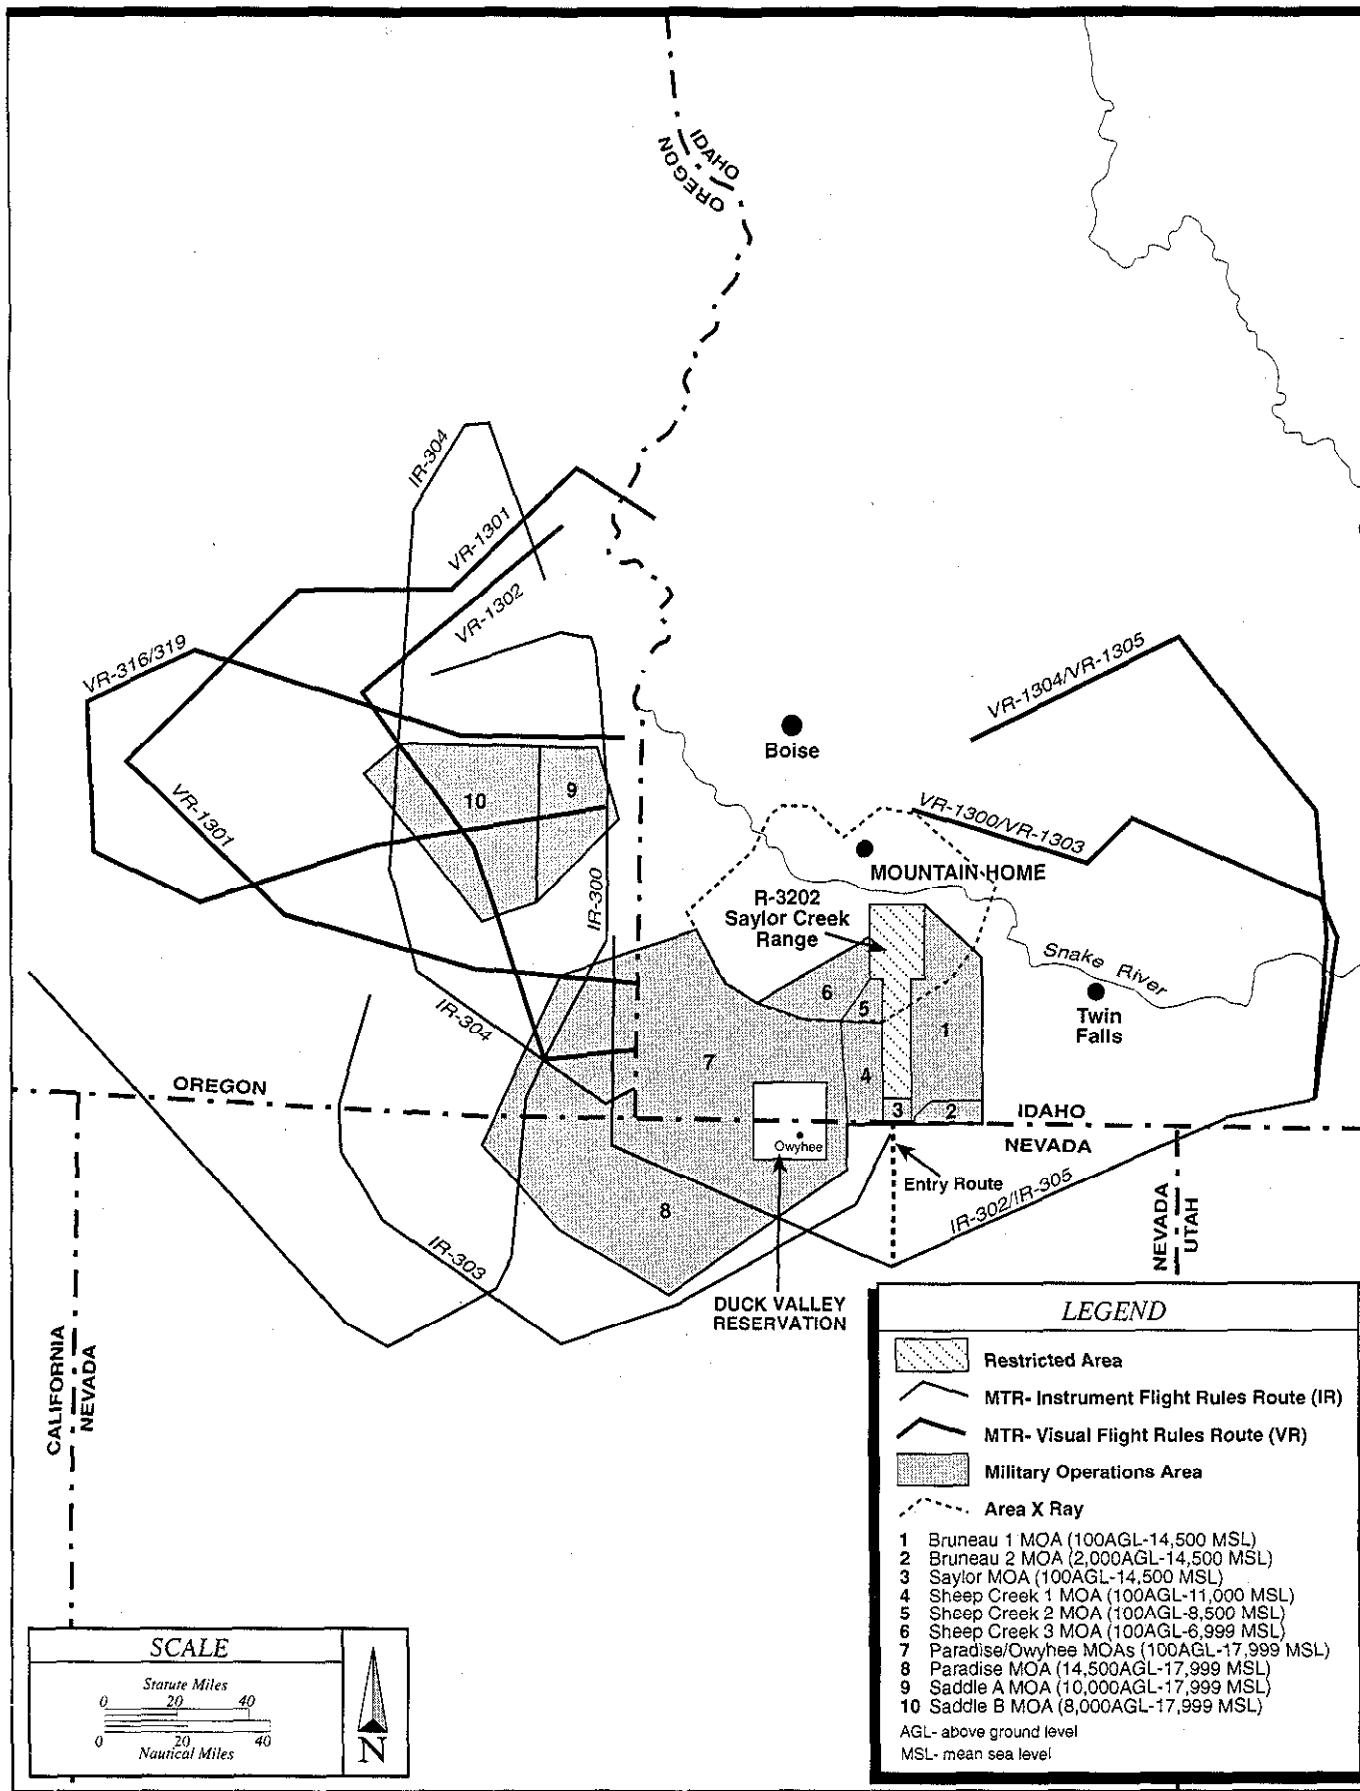 IDAHO
OREGON
IR-304
VR-1301
VR-1302
VR-316/319
VR-1304/VR-1305
Boise
10
9
VR-1301
VR-1300/VR-1303
MOUNTAIN HOME
R-3202
Saylor Creek
Range
IR-300
Snake River
6
5
Twin
Falls
IR-304
7
1
4
OREGON
3
2
IDAHO
NEVADA
Owyhee
Entry Route
IR-302/IR-305
8
IR-303
NEVADA
UTAH
DUCK VALLEY
RESERVATION
CALIFORNIA
NEVADA
LEGEND
Restricted Area
MTR- Instrument Flight Rules Route (IR)
MTR- Visual Flight Rules Route (VR)
Military Operations Area
Area X Ray
1 Bruneau 1 MOA (100AGL-14,500 MSL)
2 Bruneau 2 MOA (2,000AGL-14,500 MSL)
3 Saylor MOA (100AGL-14,500 MSL)
4 Sheep Creek 1 MOA (100AGL-11,000 MSL)
5 Sheep Creek 2 MOA (100AGL-8,500 MSL)
6 Sheep Creek 3 MOA (100AGL-6,999 MSL)
7 Paradise/Owyhee MOAs (100AGL-17,999 MSL)
8 Paradise MOA (14,500AGL-17,999 MSL)
9 Saddle A MOA (10,000AGL-17,999 MSL)
10 Saddle B MOA (8,000AGL-17,999 MSL)
AGL- above ground level
MSL- mean sea level
SCALE
Statute Miles
0 20 40
0 20 40
Nautical Miles
N